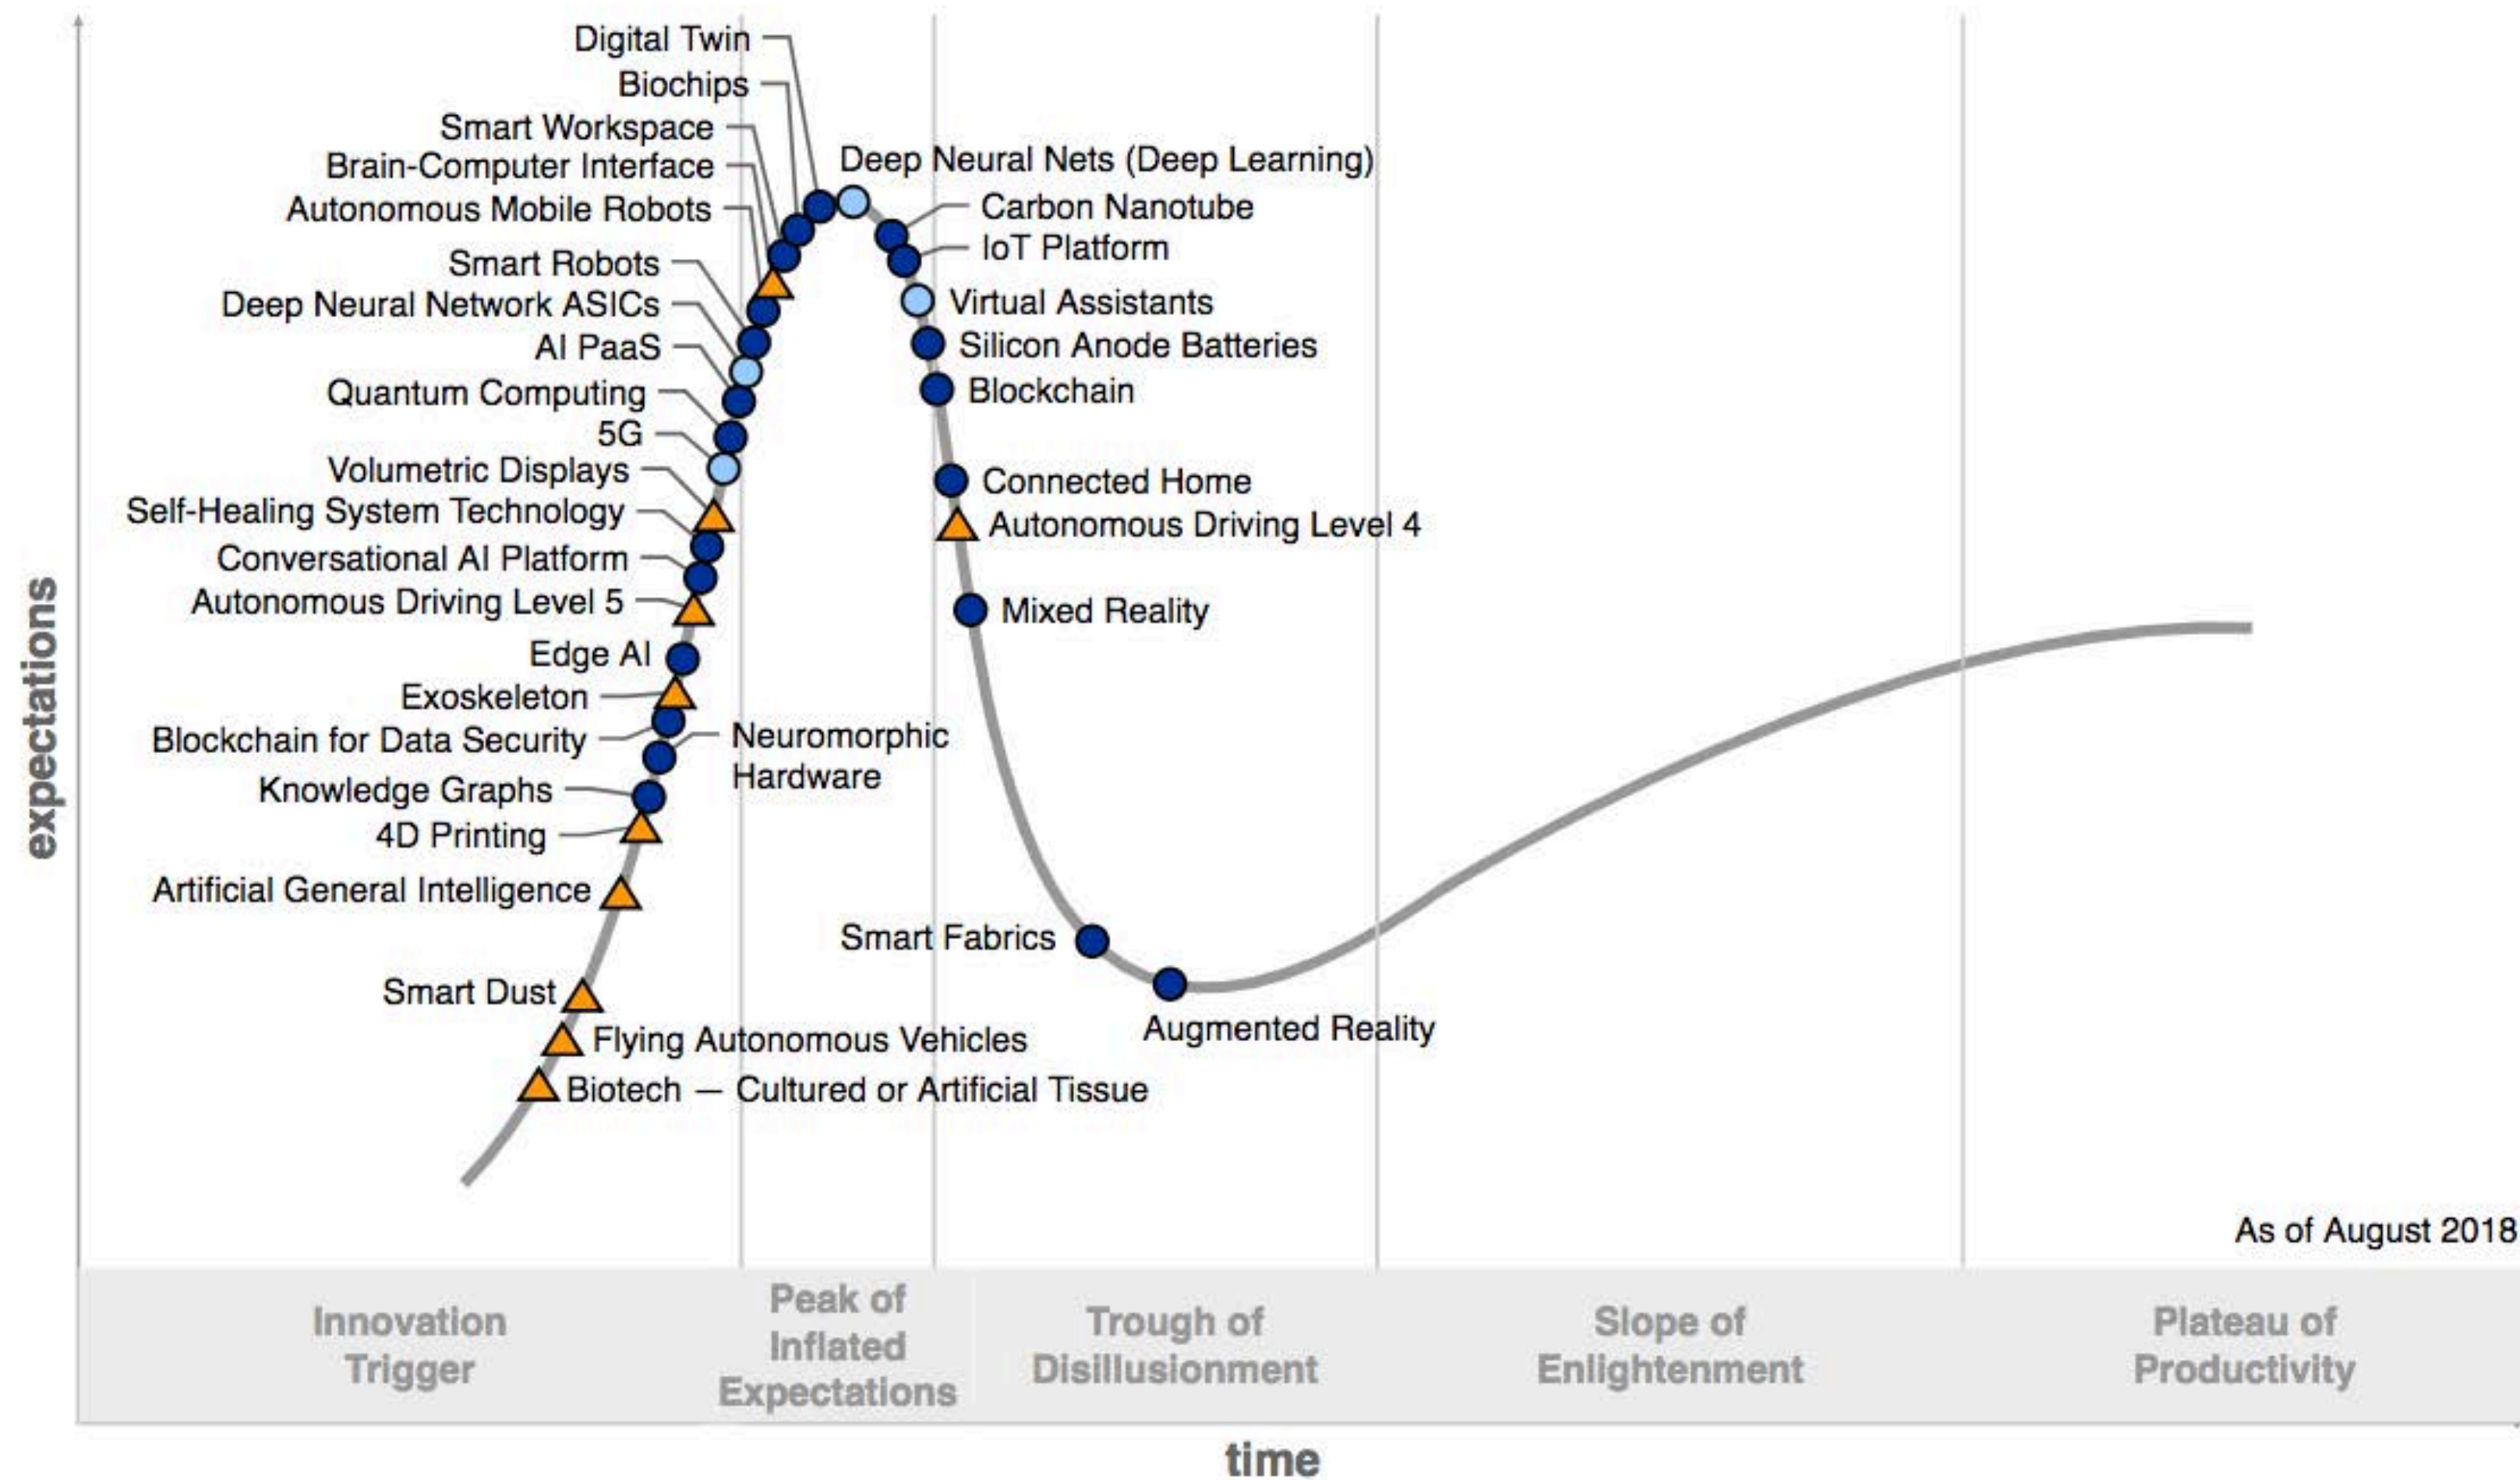 Digital Twin
Biochips
Smart Workspace
Brain-Computer Interface
Autonomous Mobile Robots
Smart Robots
Deep Neural Network ASICs
AI PaaS
Quantum Computing
5G
Volumetric Displays
Self-Healing System Technology
Conversational AI Platform
Autonomous Driving Level 5
Edge AI
Exoskeleton
Blockchain for Data Security
Neuromorphic
Hardware
Knowledge Graphs
4D Printing
Artificial General Intelligence
Smart Dust
Flying Autonomous Vehicles
Biotech — Cultured or Artificial Tissue
Deep Neural Nets (Deep Learning)
Carbon Nanotube
IoT Platform
Virtual Assistants
Silicon Anode Batteries
Blockchain
Connected Home
Autonomous Driving Level 4
Mixed Reality
Smart Fabrics
Augmented Reality
expectations
As of August 2018
Innovation
Trigger
Peak of
Inflated
Expectations
Trough of
Disillusionment
Slope of
Enlightenment
Plateau of
Productivity
time